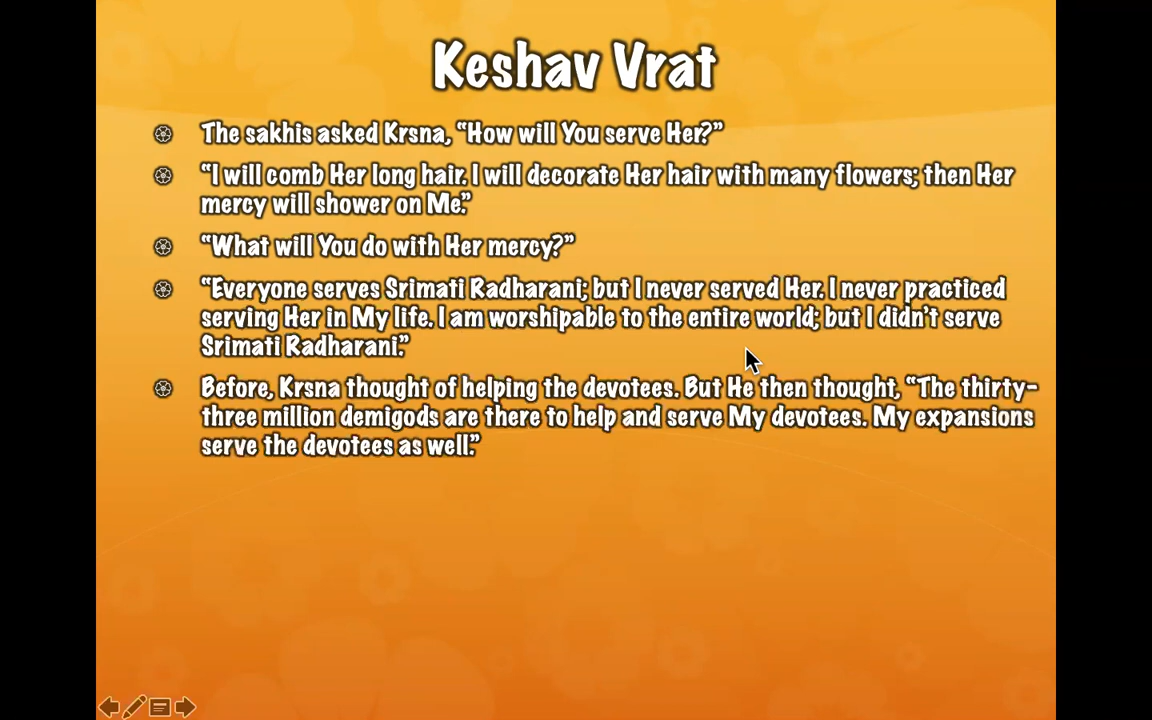 Keshav Vrat
The sakhis asked Krsna, “How will You serve Her?”
“I will comb Her long hair. I will decorate Her hair with many flowers; then Her
mercy will shower on Me.”
“What will You do with Her mercy?”
“Everyone serves Srimati Radharani; but I never served Her. I never practiced
serving Her in My life. I am worshipable to the entire world; but I didn’t serve
Srimati Radharani.”
Before, Krsna thought of helping the devotees. But He then thought, “The thirty-
three million demigods are there to help and serve My devotees. My expansions
serve the devotees as well.”